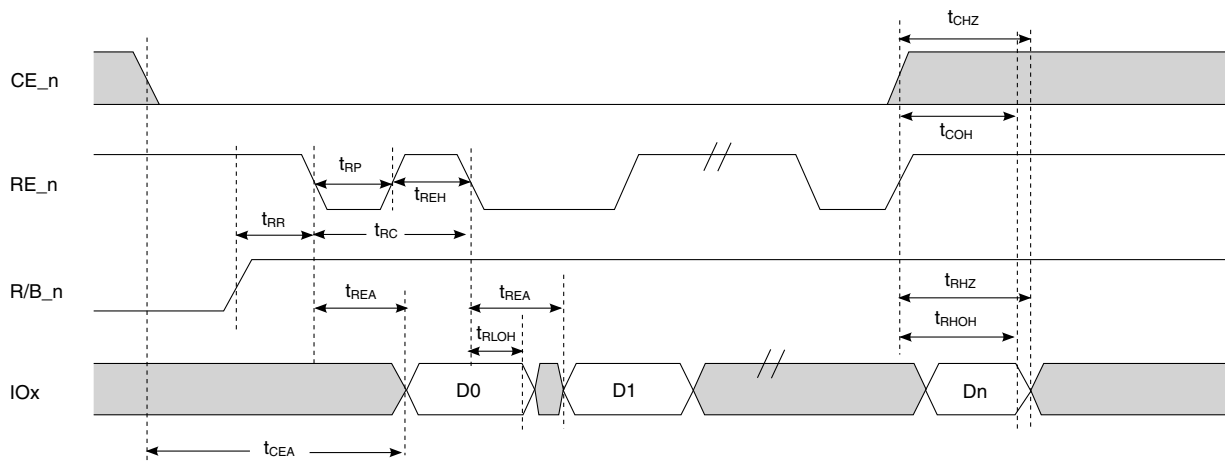 tCHZ
CE_n
tCOH
tRP
RE_n
tREH
tRR
tRC
R/B_n
tREA
tREA
tRHZ
tRLOH
tRHOH
IOx
D0
D1
Dn
tCEA